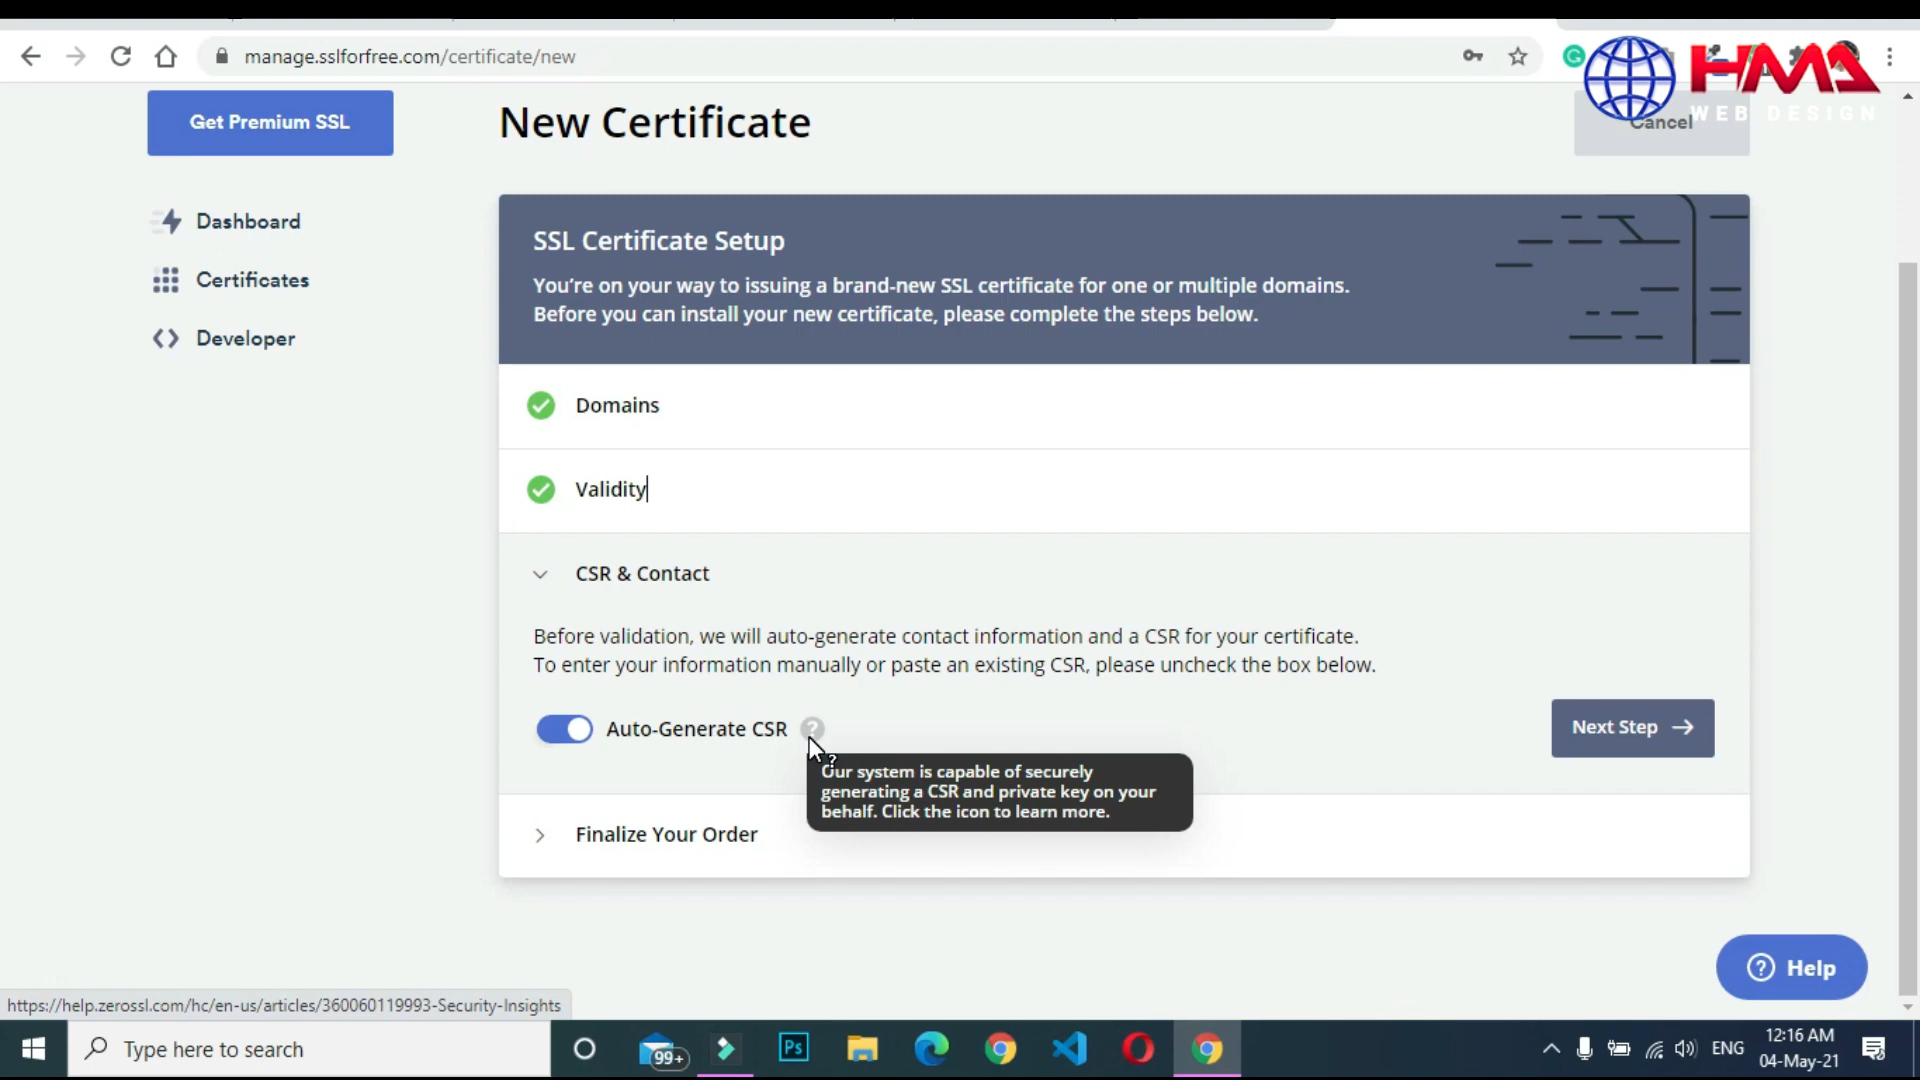 manage.sslforfree.com/certificate/new
HMA
WEB DESIGN
Get Premium SSL
New Certificate
Cancel
Dashboard
Certificates
Developer
SSL Certificate Setup
You're on your way to issuing a brand-new SSL certificate for one or multiple domains.
Before you can install your new certificate, please complete the steps below.
Domains
Validity
CSR & Contact
Before validation, we will auto-generate contact information and a CSR for your certificate.
To enter your information manually or paste an existing CSR, please uncheck the box below.
Auto-Generate CSR ?
Next Step
Our system is capable of securely
generating a CSR and private key on your
behalf. Click the icon to learn more.
Finalize Your Order
Help
https://help.zerossl.com/hc/en-us/articles/360060119993-Security-Insights
Type here to search
99+
Ps
ENG
12:16 AM
04-May-21